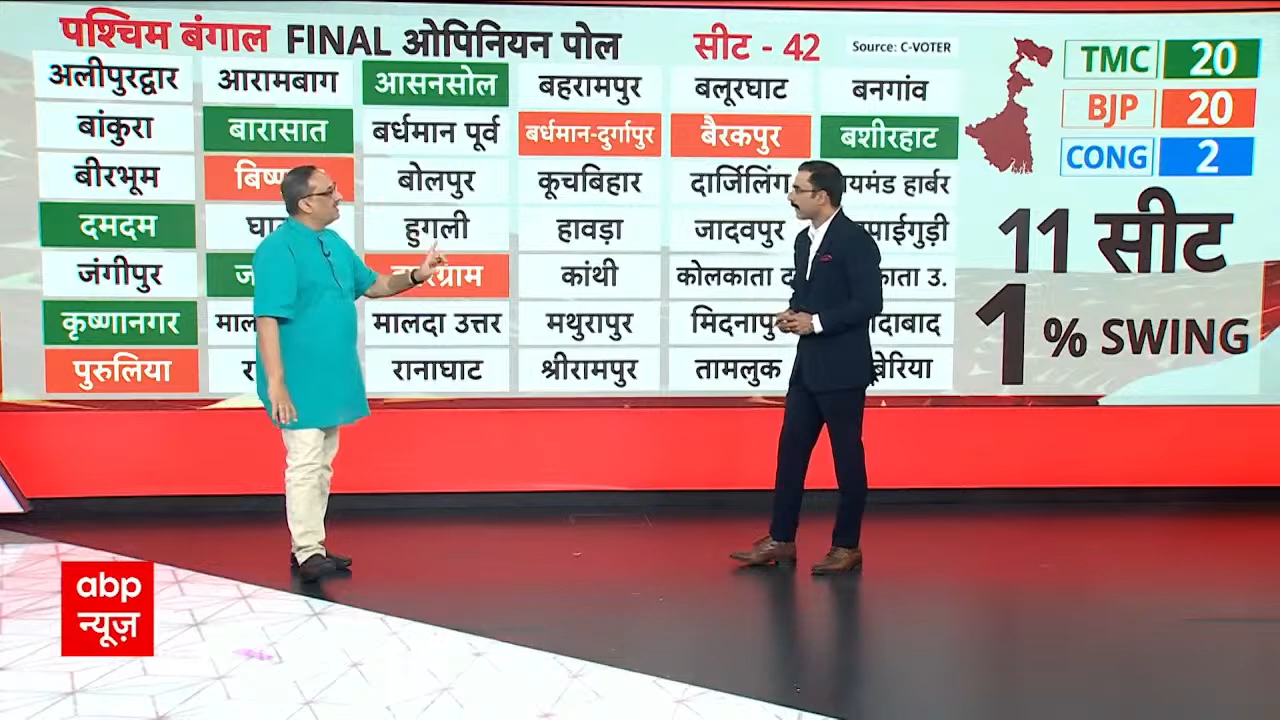 पश्चिम बंगाल FINAL ओपिनियन पोल सीट - 42 Source: C-VOTER
अलीपुरद्वार आरामबाग आसनसोल बहरामपुर बलूरघाट बनगांव
बांकुरा बारासात बर्धमान पूर्व बर्धमान-दुर्गापुर बैरकपुर बशीरहाट
बीरभूम बोलपुर कूचबिहार दार्जिलिंग हार्बर
दमदम हुगली हावड़ा जादवपुर
जंगीपुर कांथी कोलकाता उ.
कृष्णानगर मालदा उत्तर मथुरापुर
पुरुलिया रानाघाट श्रीरामपुर तामलुक
TMC 20
BJP 20
CONG 2
11 सीट
1 % SWING
abp
न्यूज़